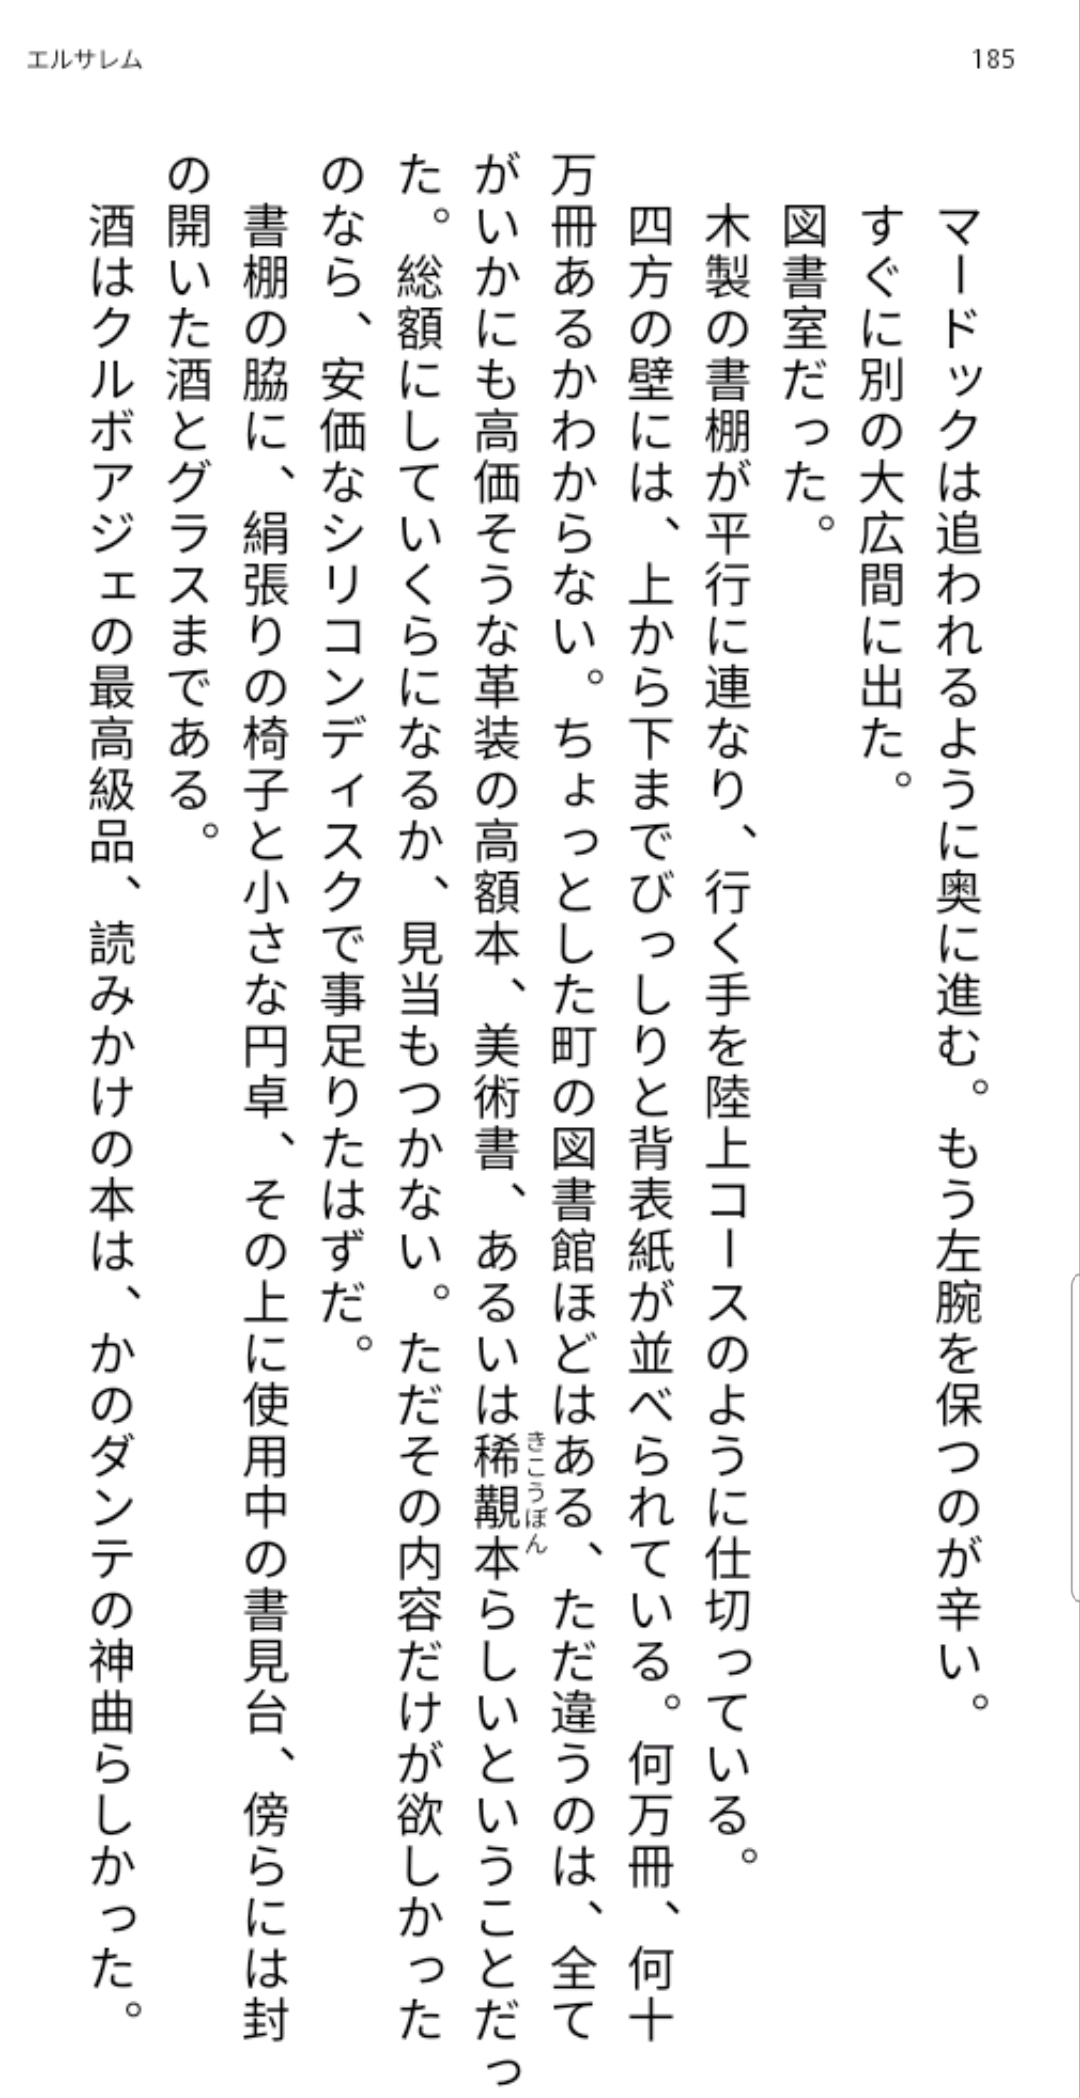 エルサレム
185
マードックは追われるように奥に進む。もう左腕を保つのが辛い。
すぐに別の大広間に出た。
図書室だった。
木製の書棚が平行に連なり、行く手を陸上コースのように仕切っている。
四方の壁には、上から下までびっしりと背表紙が並べられている。何万冊、何十
万冊あるかわからない。ちょっとした町の図書館ほどはある、ただ違うのは、全て
がいかにも高価そうな革装の高額本、美術書、あるいは稀覯本らしいということだっ
きこうぼん
た。総額にしていくらになるか、見当もつかない。ただその内容だけが欲しかった
のなら、安価なシリコンディスクで事足りたはずだ。
書棚の脇に、絹張りの椅子と小さな円卓、その上に使用中の書見台、傍らには封
の開いた酒とグラスまである。
酒はクルボアジェの最高級品、読みかけの本は、かのダンテの神曲らしかった。